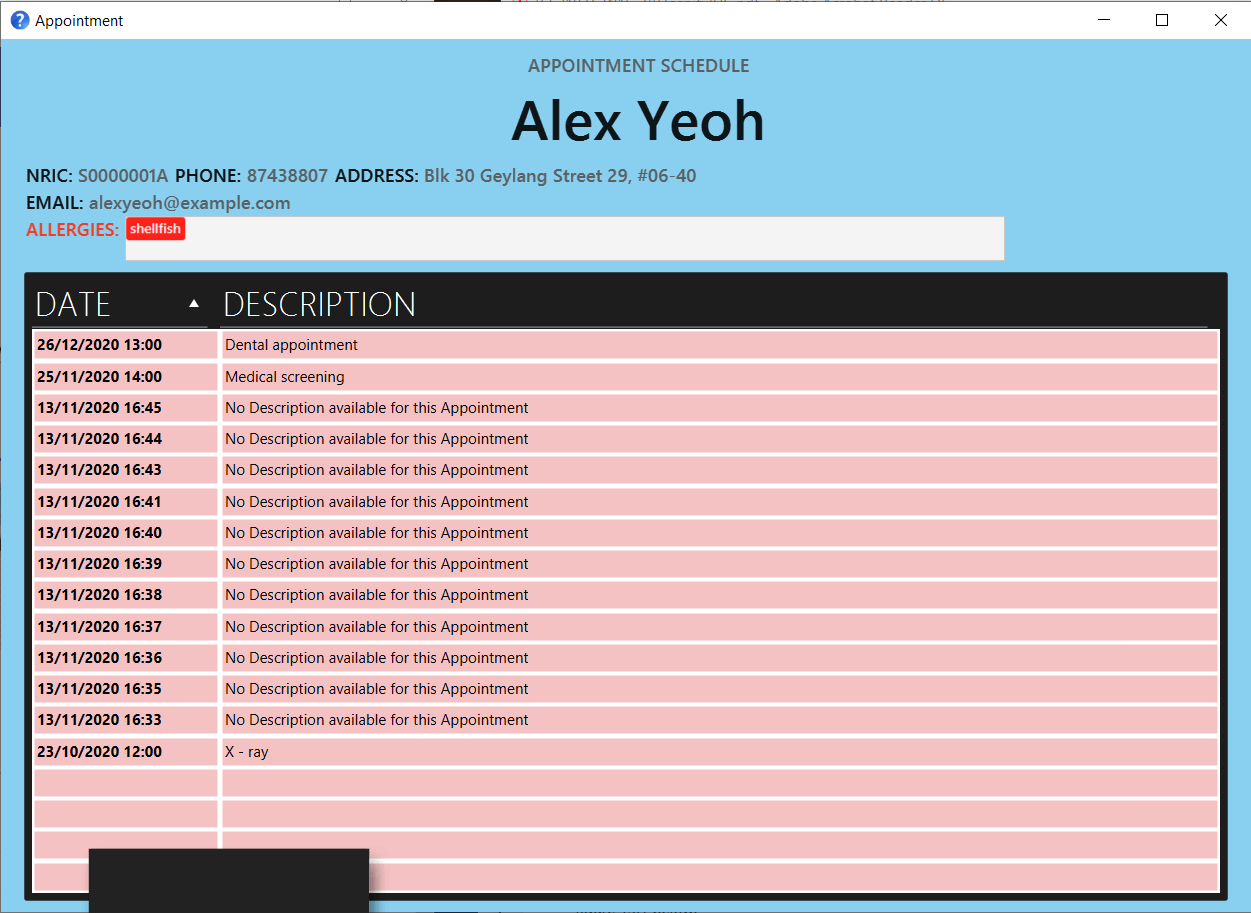 Appointment
APPOINTMENT SCHEDULE
Alex Yeoh
NRIC: S0000001A PHONE: 87438807 ADDRESS: Blk 30 Geylang Street 29, #06-40
EMAIL: alexyeoh@example.com
ALLERGIES: shellfish
DATE DESCRIPTION
26/12/2020 13:00 Dental appointment
25/11/2020 14:00 Medical screening
13/11/2020 16:45 No Description available for this Appointment
13/11/2020 16:44 No Description available for this Appointment
13/11/2020 16:43 No Description available for this Appointment
13/11/2020 16:41 No Description available for this Appointment
13/11/2020 16:40 No Description available for this Appointment
13/11/2020 16:39 No Description available for this Appointment
13/11/2020 16:38 No Description available for this Appointment
13/11/2020 16:37 No Description available for this Appointment
13/11/2020 16:36 No Description available for this Appointment
13/11/2020 16:35 No Description available for this Appointment
13/11/2020 16:33 No Description available for this Appointment
23/10/2020 12:00 X - ray